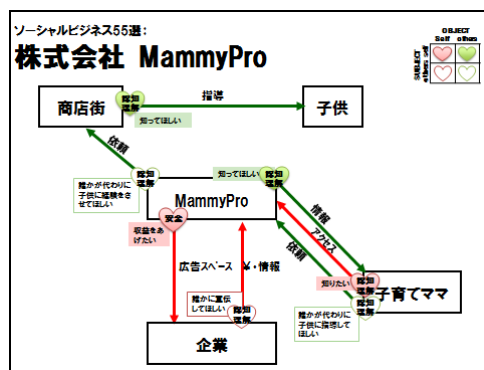 ソーシャルビジネス55選：
株式会社 MammyPro
OBJECT
Self others
SUBJECT
others self
商店街
認知
理解
知ってほしい
指導
子供
依頼
誰かが代わりに
子供に経験をさ
せてほしい
認知
理解
MammyPro
知ってほしい
認知
理解
安全
収益をあ
げたい
情報
アクセス
依頼
広告スペース
¥・情報
知りたい
認知
理解
認知
理解
子育てママ
誰かに宣伝
してほしい
認知
理解
誰かが代わりに
子供に指導して
ほしい
企業